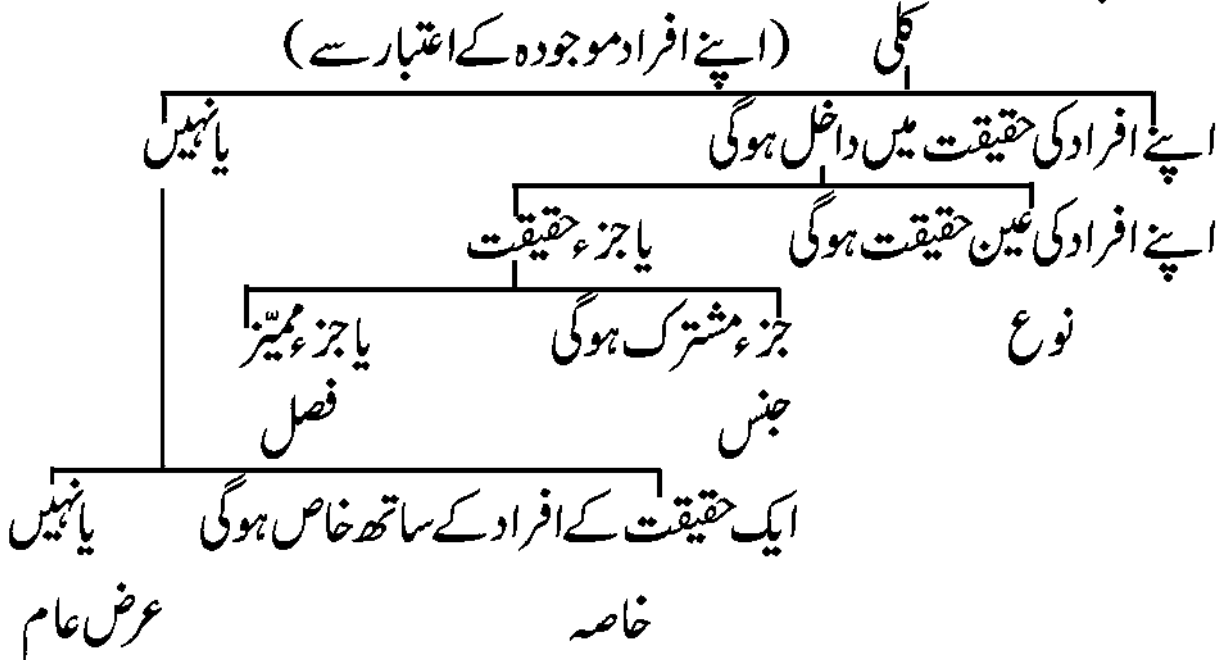 کلی (اپنے افراد موجودہ کے اعتبار سے)
اپنے افراد کی حقیقت میں داخل ہوگی یا نہیں
اپنے افراد کی عین حقیقت ہوگی یا جزء حقیقت
نوع جزء مشترک ہوگی یا جزء ممیّز
جنس فصل
ایک حقیقت کے افراد کے ساتھ خاص ہوگی یا نہیں
خاصہ عرض عام